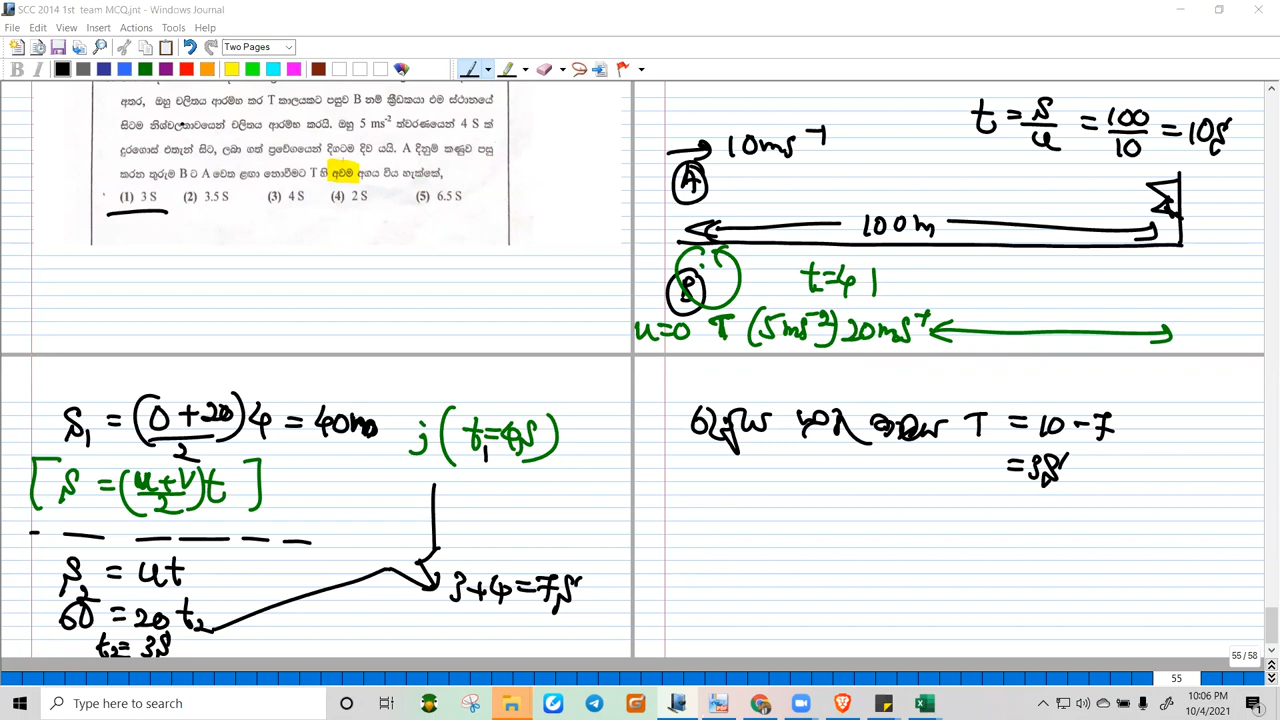 SCC 2014 1st team MCQ.jnt - Windows Journal
File Edit View Insert Actions Tools Help
Two Pages
අතර, ඔහු චලිතය ආරම්භ කර T කාලයකට පසුව B නම් ක්‍රීඩකයා එම ස්ථානයේ
සිටම නිශ්චලතාවයෙන් චලිතය ආරම්භ කරයි. ඔහු 5 ms-2 ත්වරණයෙන් 4 S ක්
දුරගොස් එතැන් සිට, ලබා ගත් ප්‍රවේගයෙන් දිගටම දිව යයි. A දිනුම් කණුව පසු
කරන තුරුම B ට A වෙත ළඟා නොවීමට T හි අවම අගය විය හැක්කේ,
(1) 3 S (2) 3.5 S (3) 4 S (4) 2 S (5) 6.5 S
t = S/u = 100/10 = 10s
10ms-1
A
100m
B
t=4
u=0 T (5ms-2) 20ms-1
S1 = (0+20/2)4 = 40m
j (t1=4s)
[S = (u+v/2)t]
S2 = ut
60 = 20 t2
t2 = 3s
3+4=7s
T = 10-7
= 3s
55 / 58
55
Type here to search
10:06 PM
10/4/2021